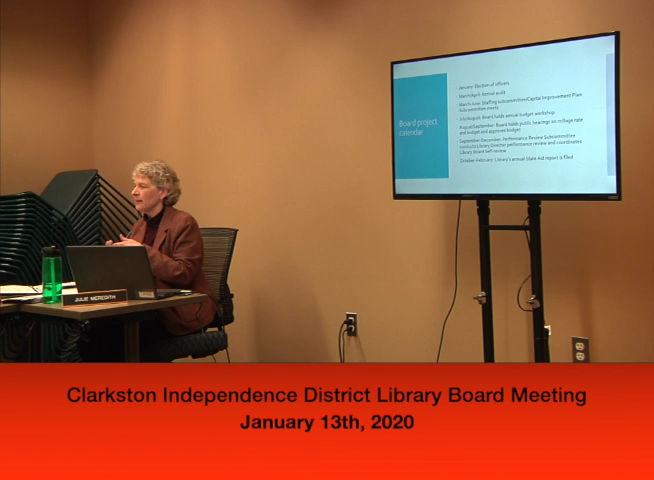 Board project
calendar
January: Election of officers
March/April: Annual audit
March-June: Staffing subcommittee/Capital Improvement Plan
Subcommittee meets
July/August: Board holds annual budget workshop
August/September: Board holds public hearings on millage rate
and budget and approves budget
September-December: Performance Review Subcommittee
conducts Library Director performance review and coordinates
Library Board Self-review
October-February: Library's annual State Aid report is filed
JULIE MEREDITH
Clarkston Independence District Library Board Meeting
January 13th, 2020